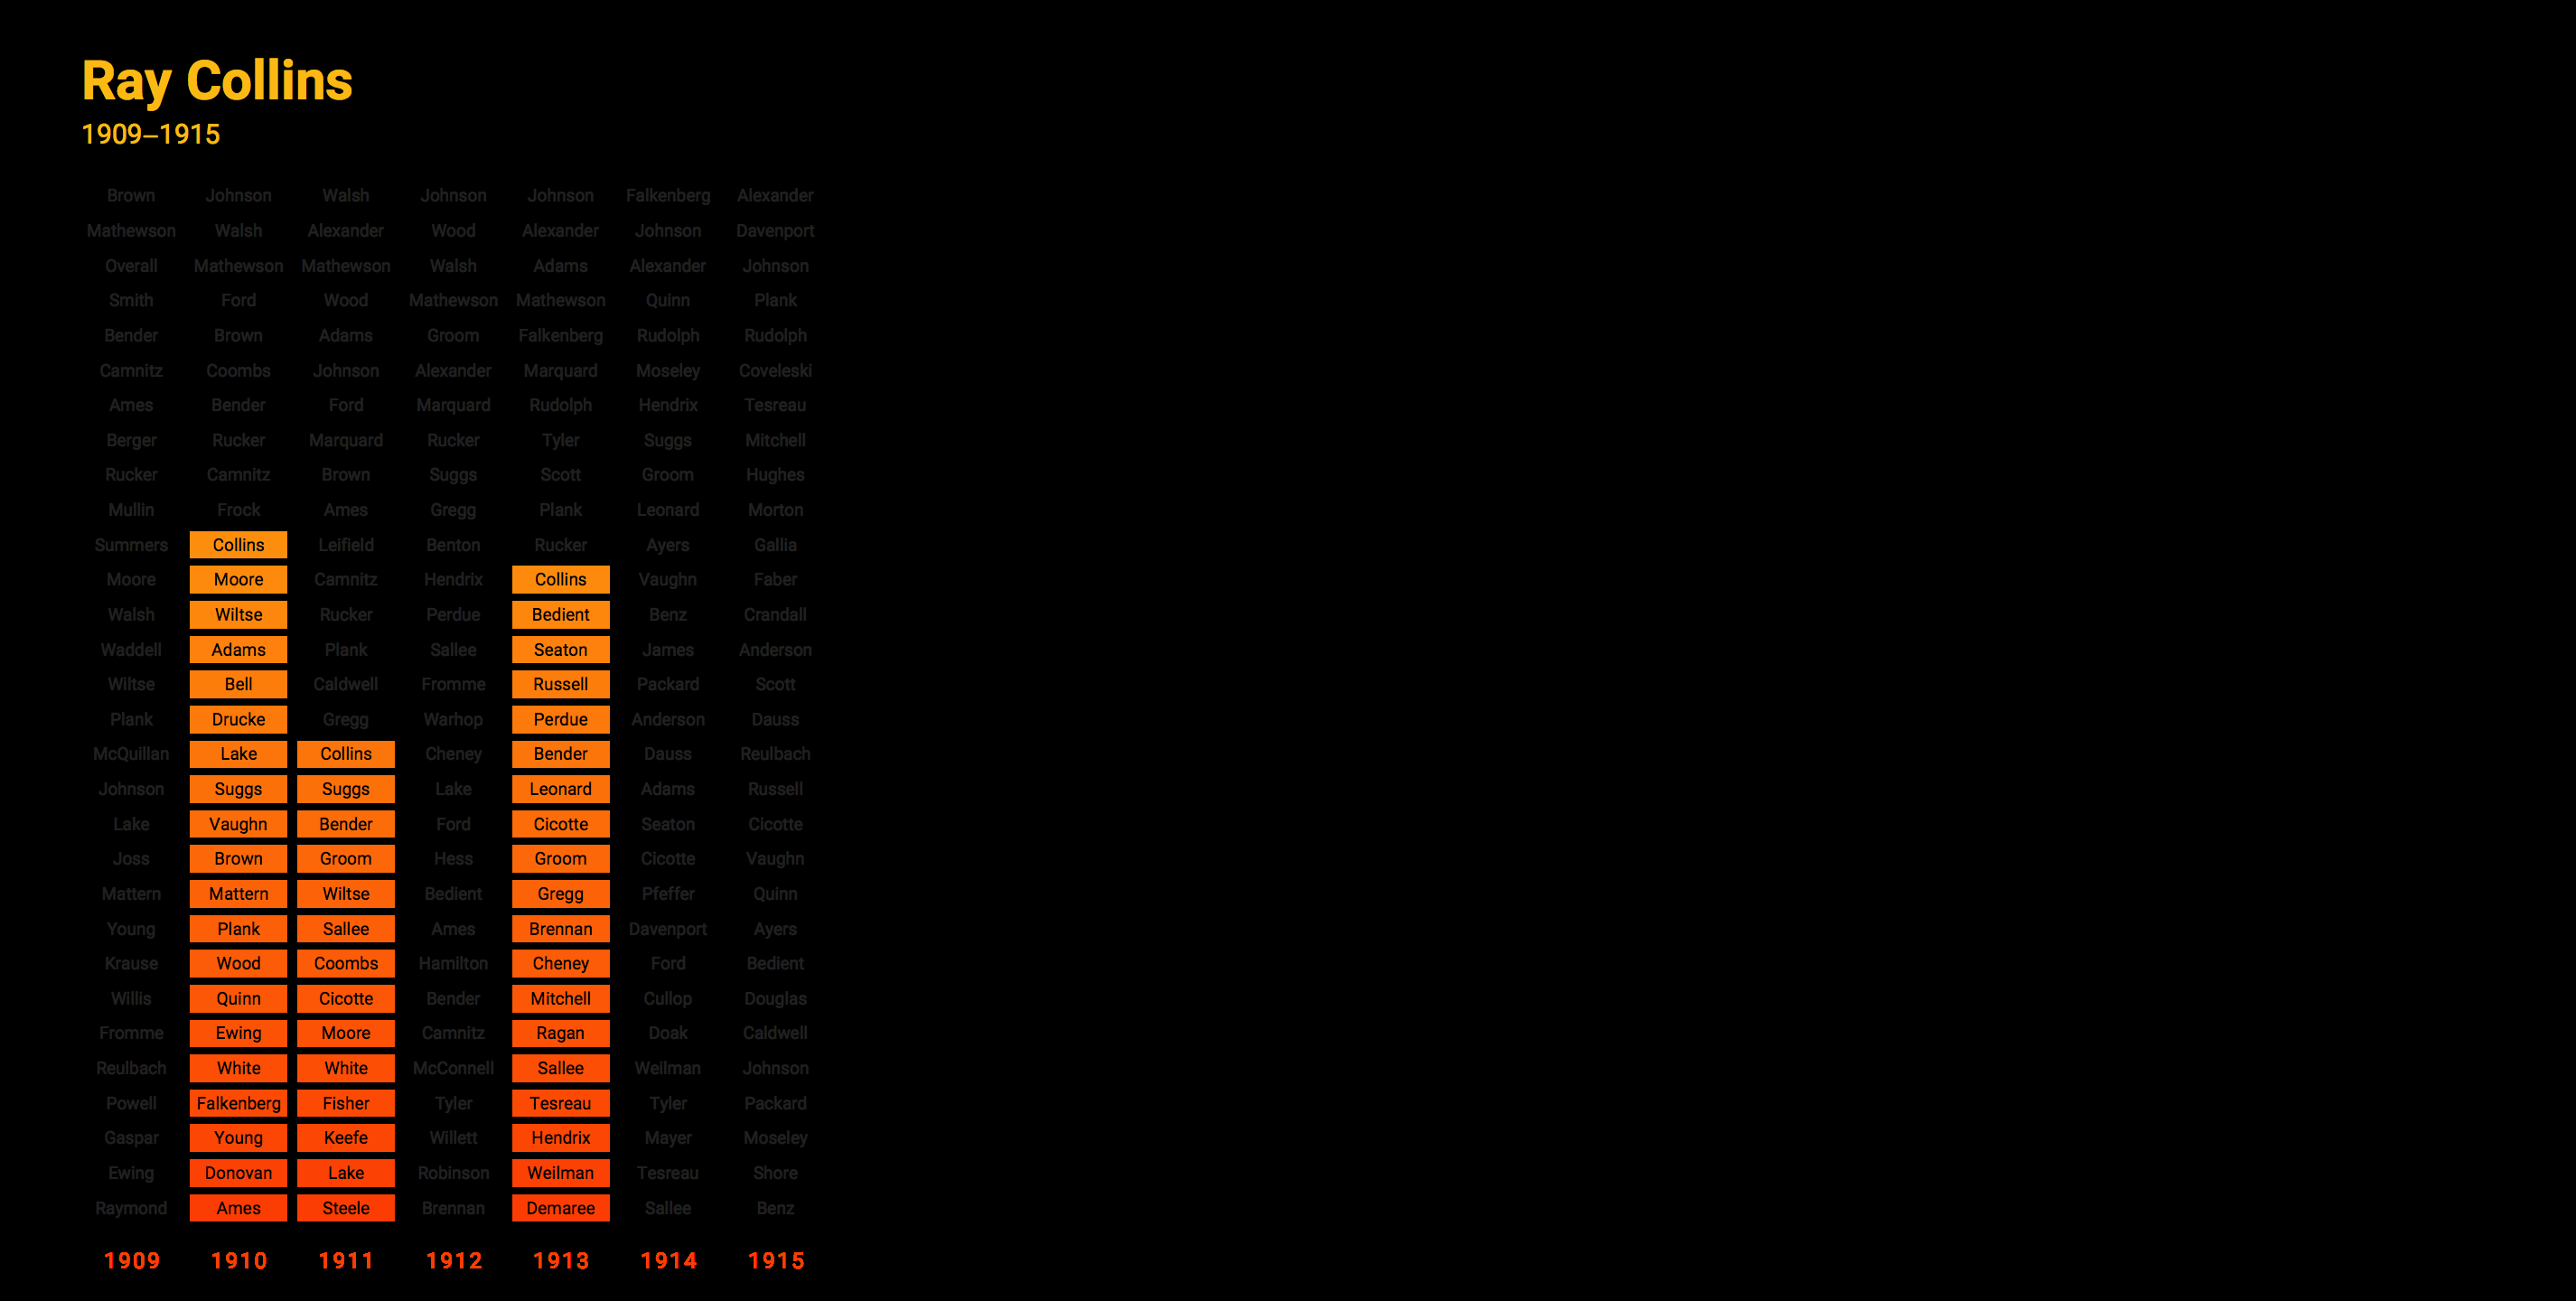 Ray Collins
1909–1915
Brown Johnson Walsh Johnson Johnson Falkenberg Alexander
Mathewson Walsh Alexander Wood Alexander Johnson Davenport
Overall Mathewson Mathewson Walsh Adams Alexander Johnson
Smith Ford Wood Mathewson Mathewson Quinn Plank
Bender Brown Adams Groom Falkenberg Rudolph Rudolph
Camnitz Coombs Johnson Alexander Marquard Moseley Coveleski
Ames Bender Ford Marquard Rudolph Hendrix Tesreau
Berger Rucker Marquard Rucker Tyler Suggs Mitchell
Rucker Camnitz Brown Suggs Scott Groom Hughes
Mullin Frock Ames Gregg Plank Leonard Morton
Summers Collins Leifield Benton Rucker Ayers Gallia
Moore Moore Camnitz Hendrix Collins Vaughn Faber
Walsh Wiltse Rucker Perdue Bedient Benz Crandall
Waddell Adams Plank Sallee Seaton James Anderson
Wiltse Bell Caldwell Fromme Russell Packard Scott
Plank Drucke Gregg Warhop Perdue Anderson Dauss
McQuillan Lake Collins Cheney Bender Dauss Reulbach
Johnson Suggs Suggs Lake Leonard Adams Russell
Lake Vaughn Bender Ford Cicotte Seaton Cicotte
Joss Brown Groom Hess Groom Cicotte Vaughn
Mattern Mattern Wiltse Bedient Gregg Pfeffer Quinn
Young Plank Sallee Ames Brennan Davenport Ayers
Krause Wood Coombs Hamilton Cheney Ford Bedient
Willis Quinn Cicotte Bender Mitchell Cullop Douglas
Fromme Ewing Moore Camnitz Ragan Doak Caldwell
Reulbach White White McConnell Sallee Weilman Johnson
Powell Falkenberg Fisher Tyler Tesreau Tyler Packard
Gaspar Young Keefe Willett Hendrix Mayer Moseley
Ewing Donovan Lake Robinson Weilman Tesreau Shore
Raymond Ames Steele Brennan Demaree Sallee Benz
1909 1910 1911 1912 1913 1914 1915